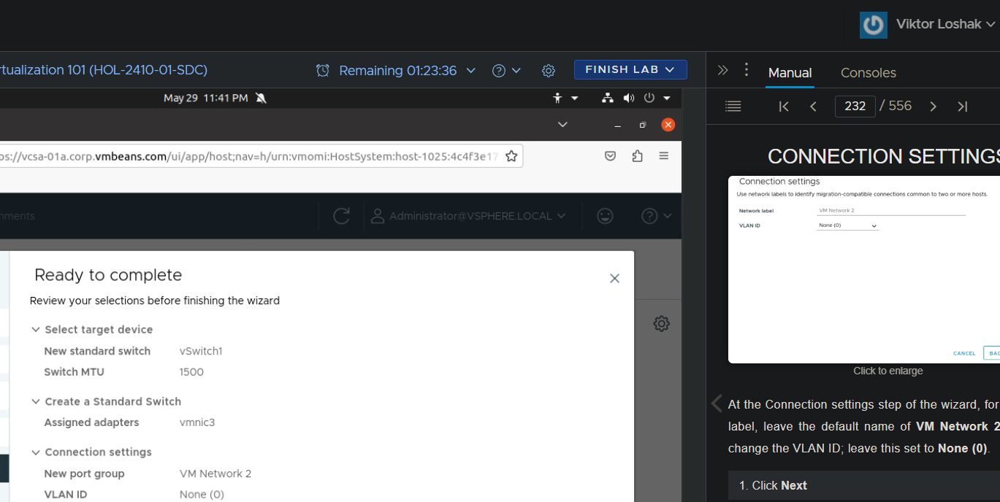 Viktor Loshak
rtualization 101 (HOL-2410-01-SDC)
Remaining 01:23:36
FINISH LAB
Manual
Consoles
May 29 11:41 PM
232 / 556
ps://vcsa-01a.corp.vmbeans.com/ui/app/host;nav=h/urn:vmomi:HostSystem:host-1025:4c4f3e17
nments
Administrator@VSPHERE.LOCAL
Ready to complete
Review your selections before finishing the wizard
Select target device
New standard switch vSwitch1
Switch MTU 1500
Create a Standard Switch
Assigned adapters vmnic3
Connection settings
New port group VM Network 2
VLAN ID None (0)
CONNECTION SETTINGS
Connection settings
Use network labels to identify migration-compatible connections common to two or more hosts.
Network label VM Network 2
VLAN ID None (0)
CANCEL BAC
Click to enlarge
At the Connection settings step of the wizard, for
label, leave the default name of VM Network 2
change the VLAN ID; leave this set to None (0).
1. Click Next